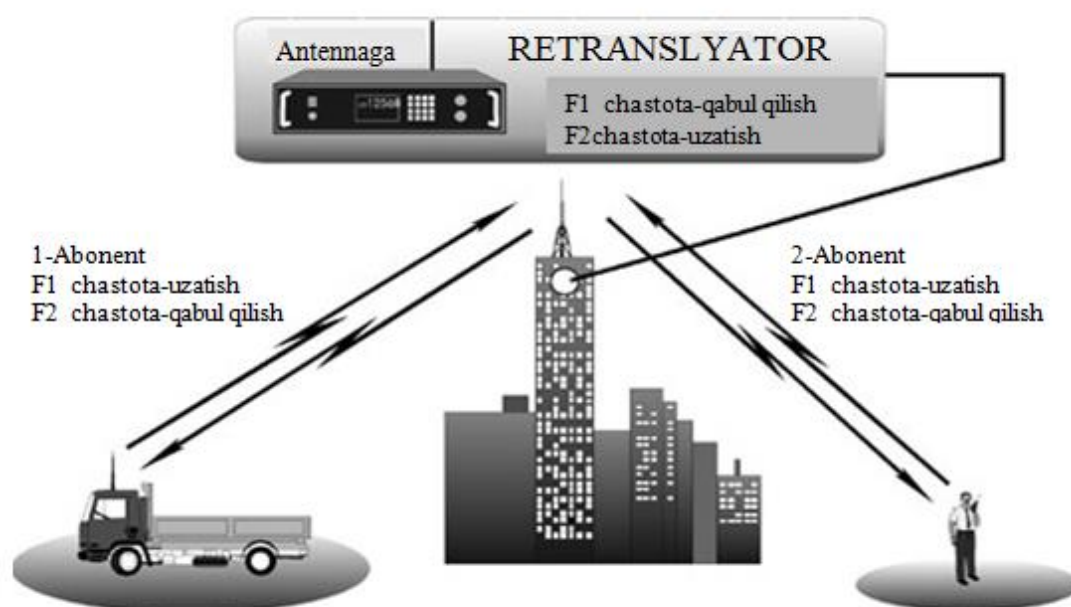 Antennaga
RETRANSLYATOR
F1 chastota-qabul qilish
F2chastota-uzatish
1-Abonent
F1 chastota-uzatish
F2 chastota-qabul qilish
2-Abonent
F1 chastota-uzatish
F2 chastota-qabul qilish